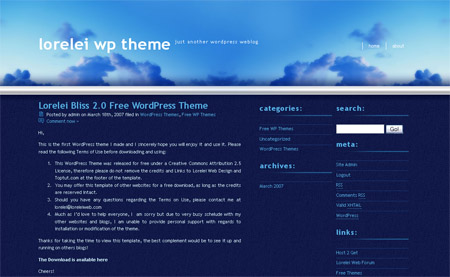 lorelei wp theme
just another wordpress weblog
home
about
Lorelei Bliss 2.0 Free WordPress Theme
Posted by admin on March 18th, 2007 filed in WordPress Themes, Free WP Themes
Comment now »
Hi,
This is the first WordPress theme I made and I sincerely hope you will enjoy it and use it. Please
read the following Terms of Use before downloading and using:
1. This WordPress Theme was released for free under a Creative Commons Attribution 2.5
License, therefore please do not remove the credits and Links to Lorelei Web Design and
TopTut.com at the footer of the template.
2. You may offer this template of other websites for a free download, as long as the credits
are reserved intact.
3. Should you have any questions regarding the Terms on Use, please contact me at
lorelei@loreleiweb.com
4. Much as I'd love to help everyone, I am sorry but due to very busy schelude with my
other websites and blogs, I am unable to provide personal support with regards to
installation or modification of the theme.
Thanks for taking the time to view this template, the best complement would be to see it up and
running on others blogs!
The Download is available here
Cheers!
categories:
Free WP Themes
Uncategorized
WordPress Themes
archives:
March 2007
search:
Go!
meta:
Site Admin
Logout
RSS
Comments RSS
Valid XHTML
WordPress
links:
Host 2 Get
Lorelei Web Forum
Free Themes